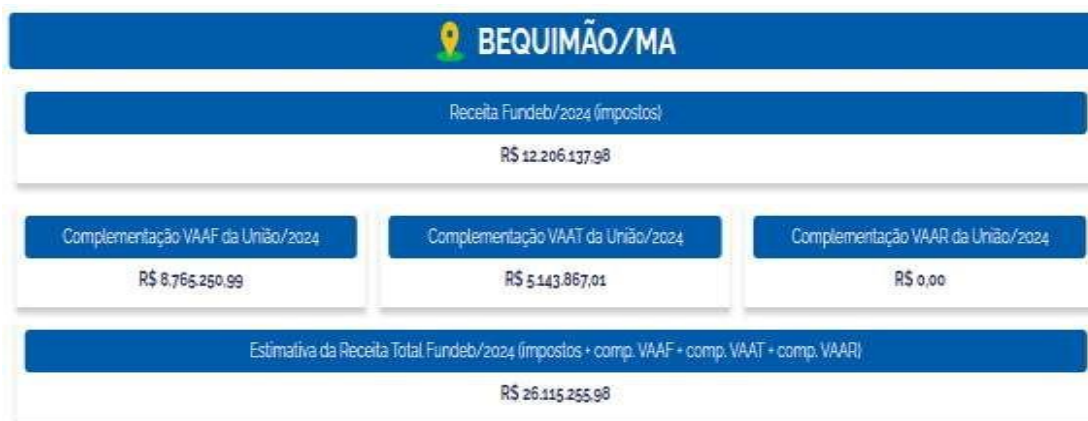 BEQUIMÃO/MA
Receita Fundeb/2024 (impostos)
R$ 12.206.137,98
Complementação VAAF da União/2024
Complementação VAAT da União/2024
Complementação VAAR da União/2024
R$ 8.765.250,99
R$ 5.143.867,01
R$ 0,00
Estimativa da Receita Total Fundeb/2024 (impostos + comp. VAAF + comp. VAAT + comp. VAAR)
R$ 26.115.255,98